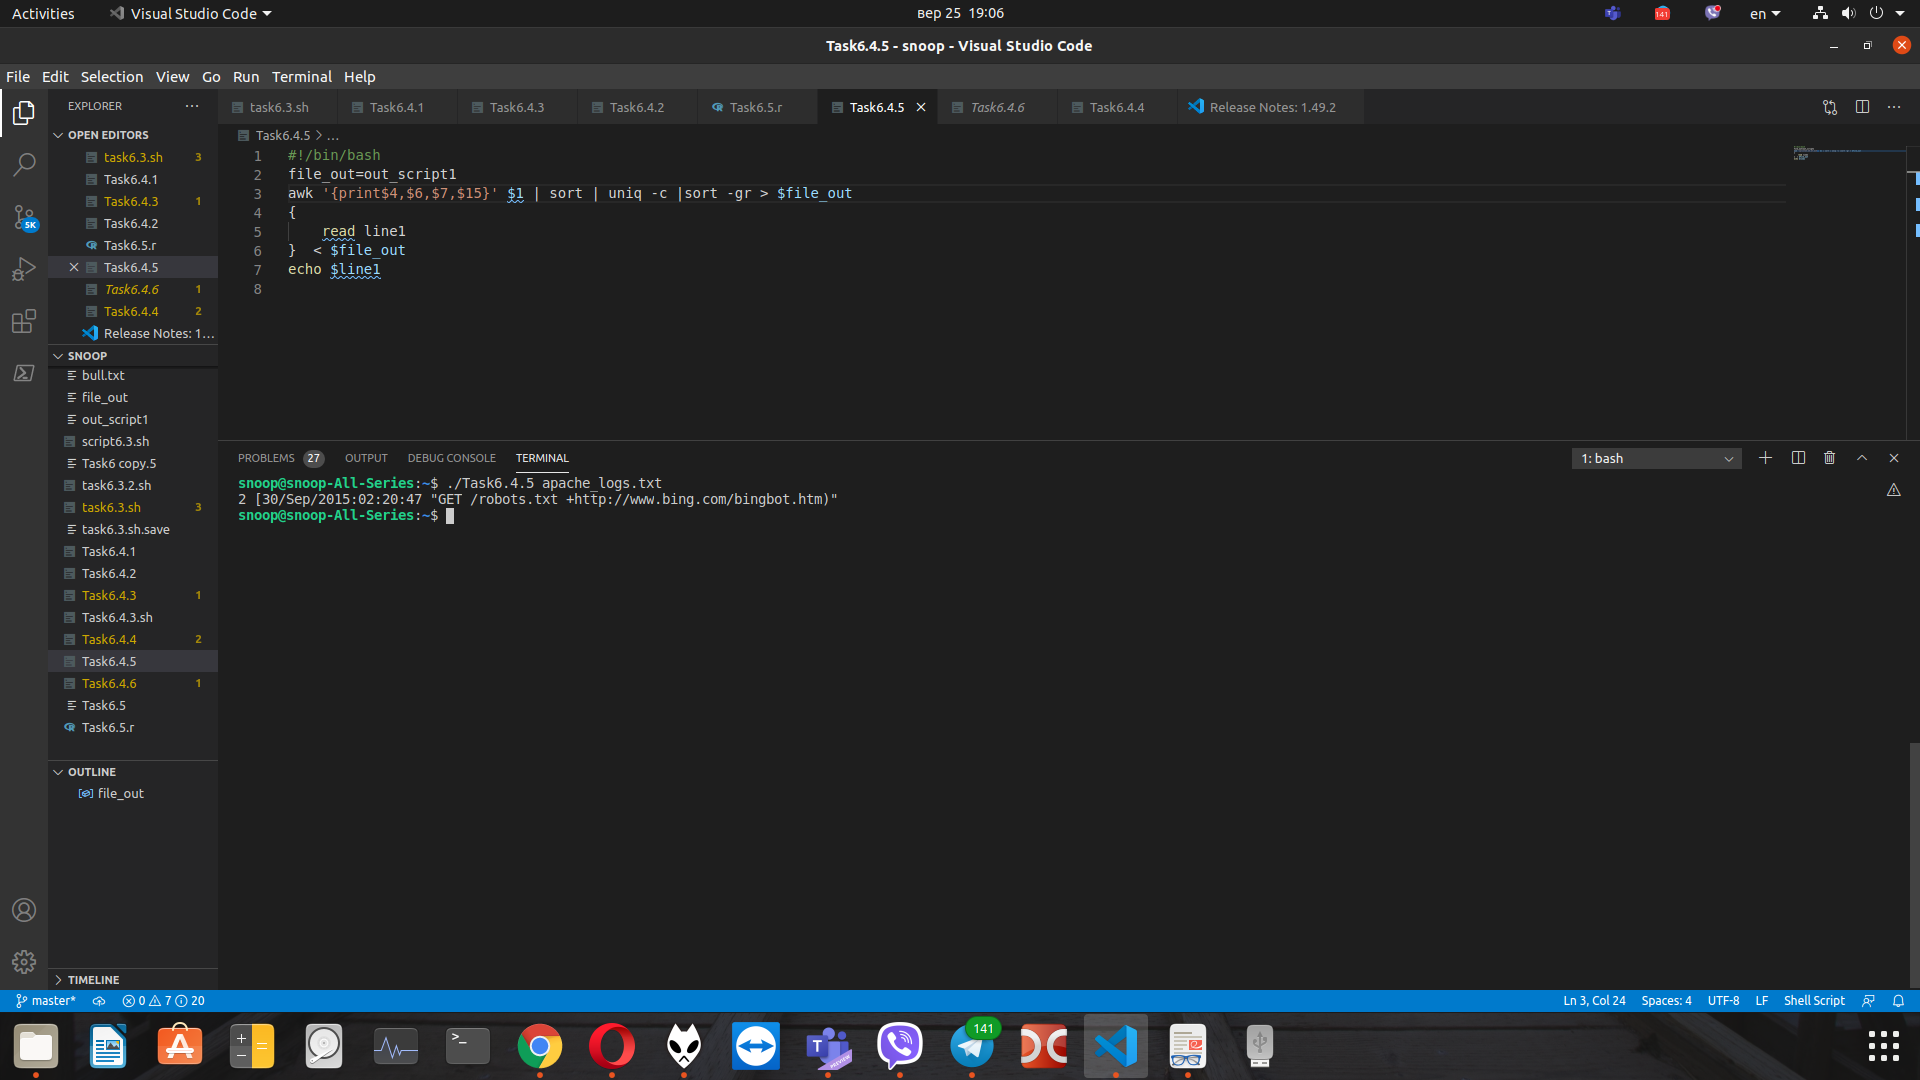 Activities
Visual Studio Code
вер 25 19:06
141
en
Task6.4.5 - snoop - Visual Studio Code
File Edit Selection View Go Run Terminal Help
EXPLORER
task6.3.sh
Task6.4.1
Task6.4.3
Task6.4.2
Task6.5.r
Task6.4.5
Task6.4.6
Task6.4.4
Release Notes: 1.49.2
OPEN EDITORS
task6.3.sh 3
Task6.4.1
Task6.4.3 1
Task6.4.2
Task6.5.r
Task6.4.5
Task6.4.6 1
Task6.4.4 2
Release Notes: 1...
5K
SNOOP
bull.txt
file_out
out_script1
script6.3.sh
Task6 copy.5
task6.3.2.sh
task6.3.sh 3
task6.3.sh.save
Task6.4.1
Task6.4.2
Task6.4.3 1
Task6.4.3.sh
Task6.4.4 2
Task6.4.5
Task6.4.6 1
Task6.5
Task6.5.r
OUTLINE
file_out
TIMELINE
Task6.4.5 > ...
1 #!/bin/bash
2 file_out=out_script1
3 awk '{print$4,$6,$7,$15}' $1 | sort | uniq -c |sort -gr > $file_out
4 {
5     read line1
6 }  < $file_out
7 echo $line1
8
PROBLEMS 27 OUTPUT DEBUG CONSOLE TERMINAL
1: bash
snoop@snoop-All-Series:~$ ./Task6.4.5 apache_logs.txt
2 [30/Sep/2015:02:20:47 "GET /robots.txt +http://www.bing.com/bingbot.htm)"
snoop@snoop-All-Series:~$
master*
0 7 20
Ln 3, Col 24
Spaces: 4
UTF-8
LF
Shell Script
141